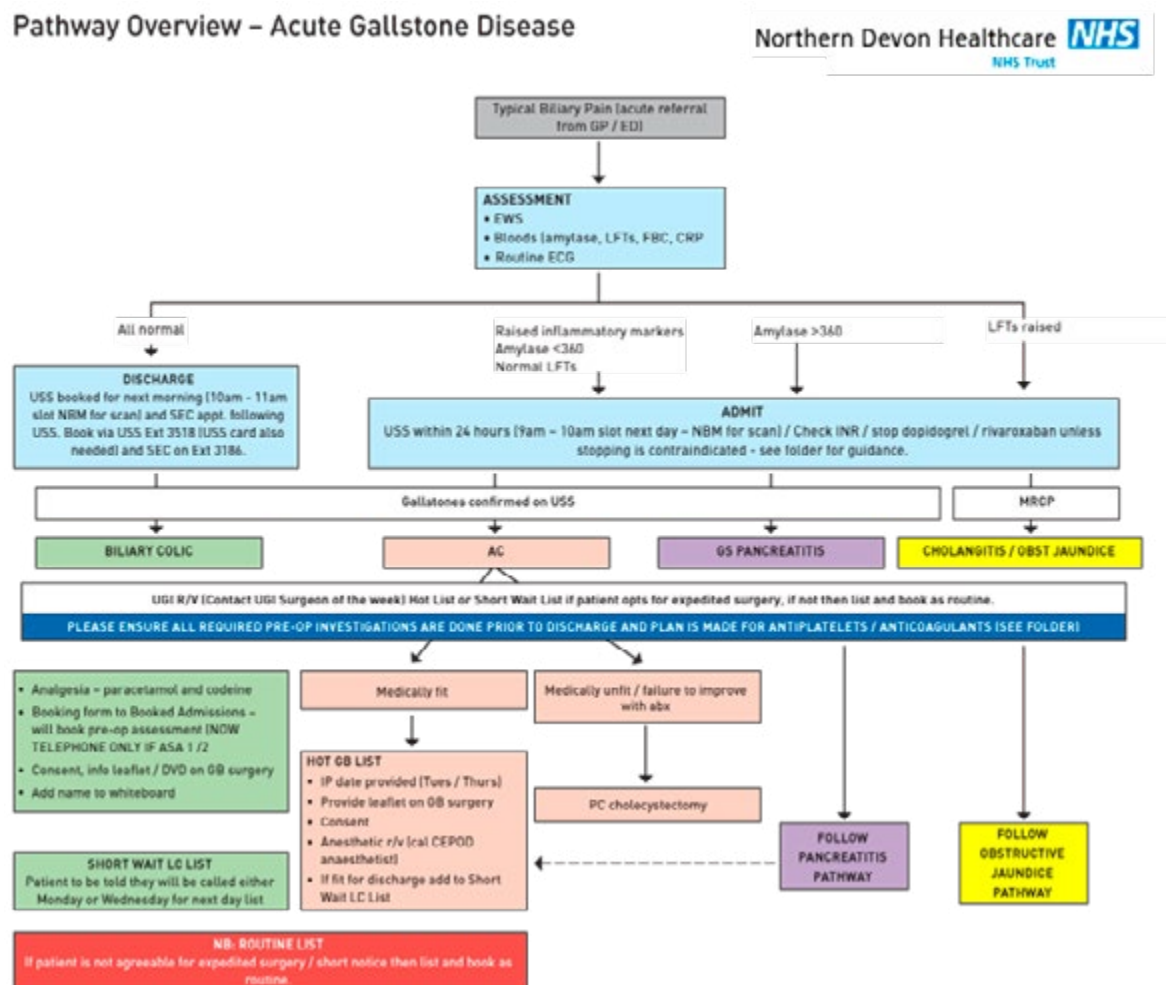 Pathway Overview – Acute Gallstone Disease
Northern Devon Healthcare NHS
NHS Trust
Typical Biliary Pain (acute referral
from GP / ED)
ASSESSMENT
• EWS
• Bloods (amylase, LFTs, FBC, CRP
• Routine ECG
All normal
Raised inflammatory markers
Amylase <360
Normal LFTs
Amylase >360
LFTs raised
DISCHARGE
USS booked for next morning (10am - 11am
slot NBM for scan) and SEC appt. following
USS. Book via USS Ext 3518 (USS card also
needed) and SEC on Ext 3186.
ADMIT
USS within 24 hours (9am – 10am slot next day – NBM for scan) / Check INR / stop dopidogrel / rivaroxaban unless
stopping is contraindicated - see folder for guidance.
Gallstones confirmed on USS
MRCP
BILIARY COLIC
AC
GS PANCREATITIS
CHOLANGITIS / OBST JAUNDICE
UGI R/V (Contact UGI Surgeon of the week) Hot List or Short Wait List if patient opts for expedited surgery, if not then list and book as routine.
PLEASE ENSURE ALL REQUIRED PRE-OP INVESTIGATIONS ARE DONE PRIOR TO DISCHARGE AND PLAN IS MADE FOR ANTIPLATELETS / ANTICOAGULANTS (SEE FOLDER)
• Analgesia – paracetamol and codeine
• Booking form to Booked Admissions –
will book pre-op assessment (NOW
TELEPHONE ONLY IF ASA 1 /2
• Consent, info leaflet / DVD on GB surgery
• Add name to whiteboard
SHORT WAIT LC LIST
Patient to be told they will be called either
Monday or Wednesday for next day list
Medically fit
HOT GB LIST
• IP date provided (Tues / Thurs)
• Provide leaflet on GB surgery
• Consent
• Anesthetic r/v (cal CEPOD
anaesthetist)
• If fit for discharge add to Short
Wait LC List
Medically unfit / failure to improve
with abx
PC cholecystectomy
FOLLOW
PANCREATITIS
PATHWAY
FOLLOW
OBSTRUCTIVE
JAUNDICE
PATHWAY
NB: ROUTINE LIST
If patient is not agreeable for expedited surgery / short notice then list and book as
routine.